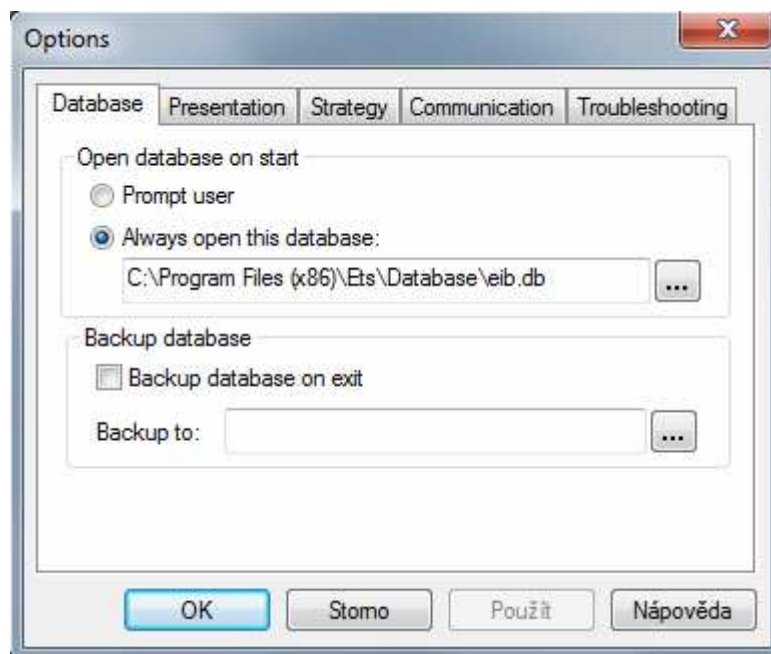 Options
Database Presentation Strategy Communication Troubleshooting
Open database on start
Prompt user
Always open this database:
C:\Program Files (x86)\Ets\Database\eib.db ...
Backup database
Backup database on exit
Backup to: ...
OK Storno Použít Nápověda